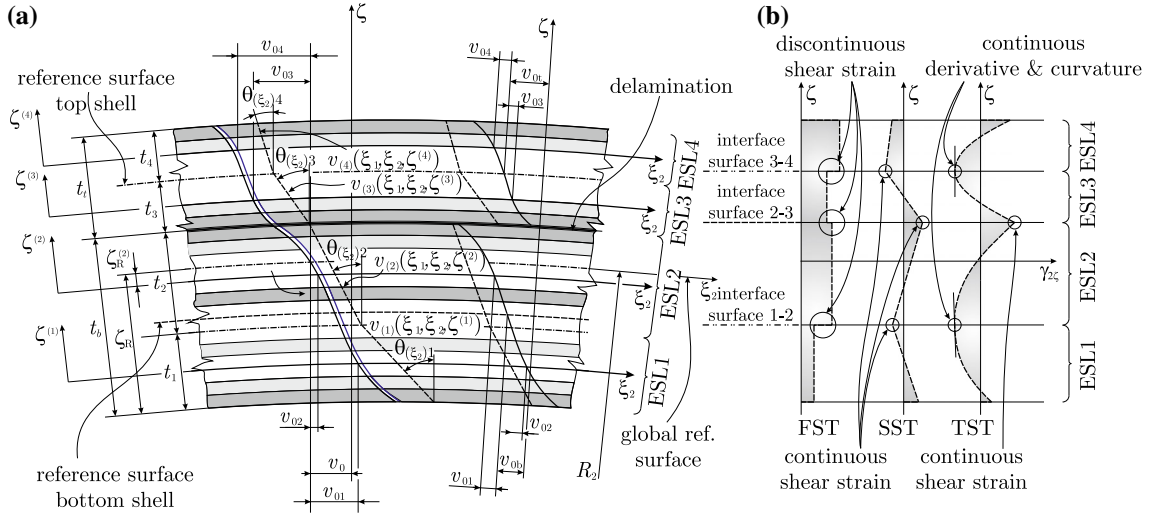 (a)
ζ
ζ
v₀₄
v₀₃
v₀₄
v₀ₜ
v₀₃
reference surface
top shell
θ(ξ₂)4
delamination
ζ⁽⁴⁾
ζ⁽³⁾
ζ⁽²⁾
ζ⁽¹⁾
t₄
tₜ
t₃
θ(ξ₂)3
v₍₄₎(ξ₁,ξ₂,ζ⁽⁴⁾)
v₍₃₎(ξ₁,ξ₂,ζ⁽³⁾)
ξ₂
ESL4
ξ₂
ESL3
ζR⁽²⁾
t₂
t_b
ζR
t₁
θ(ξ₂)2
v₍₂₎(ξ₁,ξ₂,ζ⁽²⁾)
ξ₂
ξ₂
ESL2
v₍₁₎(ξ₁,ξ₂,ζ⁽¹⁾)
θ(ξ₂)1
ξ₂
ESL1
v₀₂
v₀
v₀₁
v₀₂
v₀b
v₀₁
R₂
global ref.
surface
reference surface
bottom shell
(b)
discontinuous
shear strain
continuous
derivative & curvature
ζ
ζ
ζ
interface
surface 3-4
interface
surface 2-3
interface
surface 1-2
γ₂ζ
ESL4
ESL3
ESL2
ESL1
FST
SST
TST
continuous
shear strain
continuous
shear strain